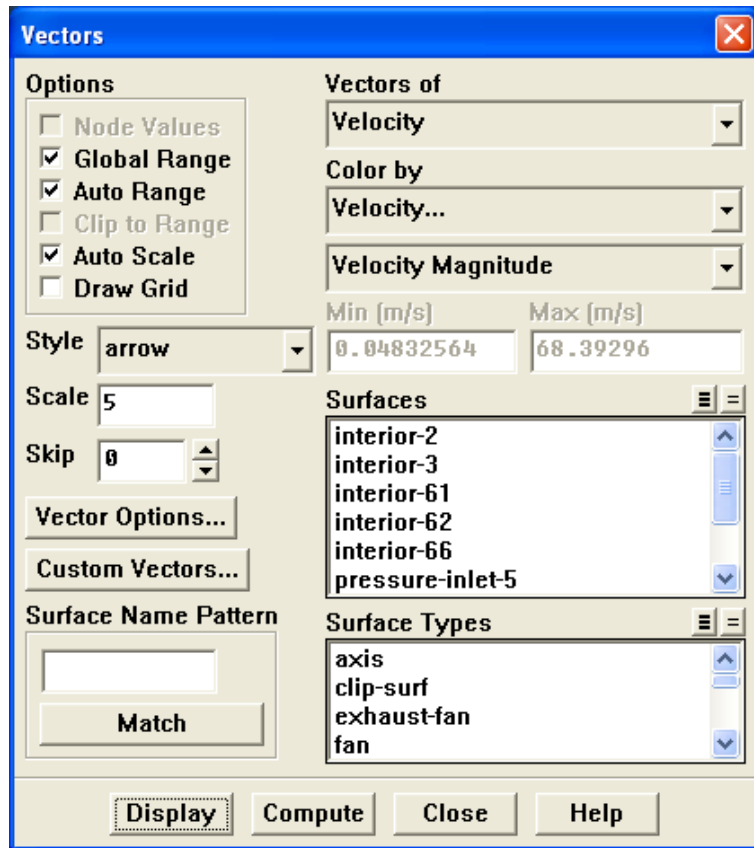 Vectors
Options
Node Values
Global Range
Auto Range
Clip to Range
Auto Scale
Draw Grid
Style arrow
Scale 5
Skip 0
Vector Options...
Custom Vectors...
Surface Name Pattern
Match
Vectors of
Velocity
Color by
Velocity...
Velocity Magnitude
Min (m/s) Max (m/s)
0.04832564 68.39296
Surfaces
interior-2
interior-3
interior-61
interior-62
interior-66
pressure-inlet-5
Surface Types
axis
clip-surf
exhaust-fan
fan
Display Compute Close Help